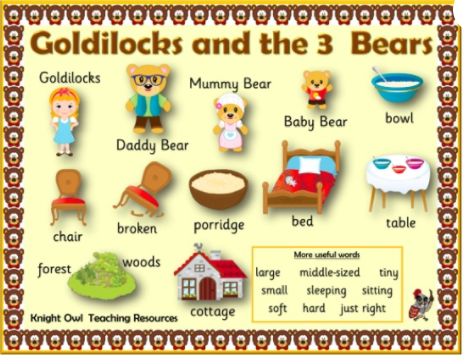 Goldilocks and the 3 Bears
Goldilocks
Mummy Bear
Daddy Bear
Baby Bear
bowl
chair
broken
porridge
bed
table
forest
woods
cottage
More useful words
large middle-sized tiny
small sleeping sitting
soft hard just right
Knight Owl Teaching Resources